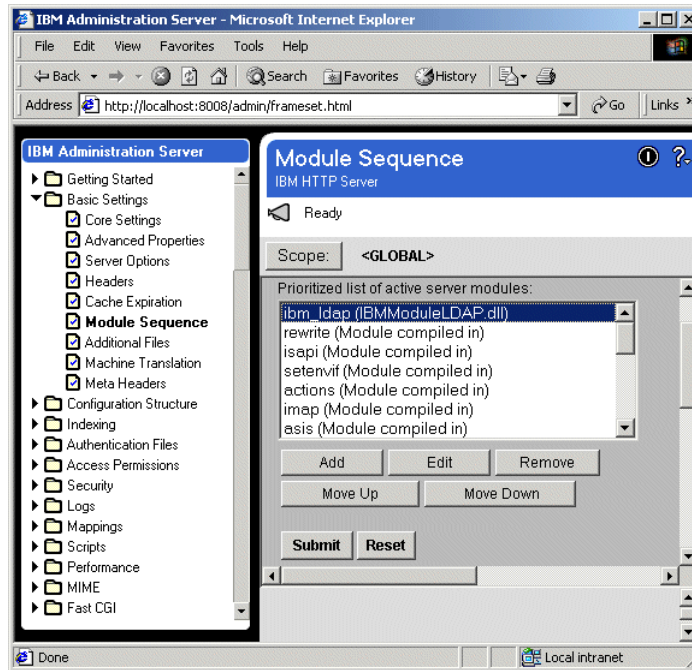 IBM Administration Server - Microsoft Internet Explorer
File Edit View Favorites Tools Help
Back Search Favorites History
Address http://localhost:8008/admin/frameset.html Go Links »
IBM Administration Server
Getting Started
Basic Settings
Core Settings
Advanced Properties
Server Options
Headers
Cache Expiration
Module Sequence
Additional Files
Machine Translation
Meta Headers
Configuration Structure
Indexing
Authentication Files
Access Permissions
Security
Logs
Mappings
Scripts
Performance
MIME
Fast CGI
Module Sequence
IBM HTTP Server
Ready
Scope: <GLOBAL>
Prioritized list of active server modules:
ibm_ldap (IBMModuleLDAP.dll)
rewrite (Module compiled in)
isapi (Module compiled in)
setenvif (Module compiled in)
actions (Module compiled in)
imap (Module compiled in)
asis (Module compiled in)
Add Edit Remove
Move Up Move Down
Submit Reset
Done Local intranet